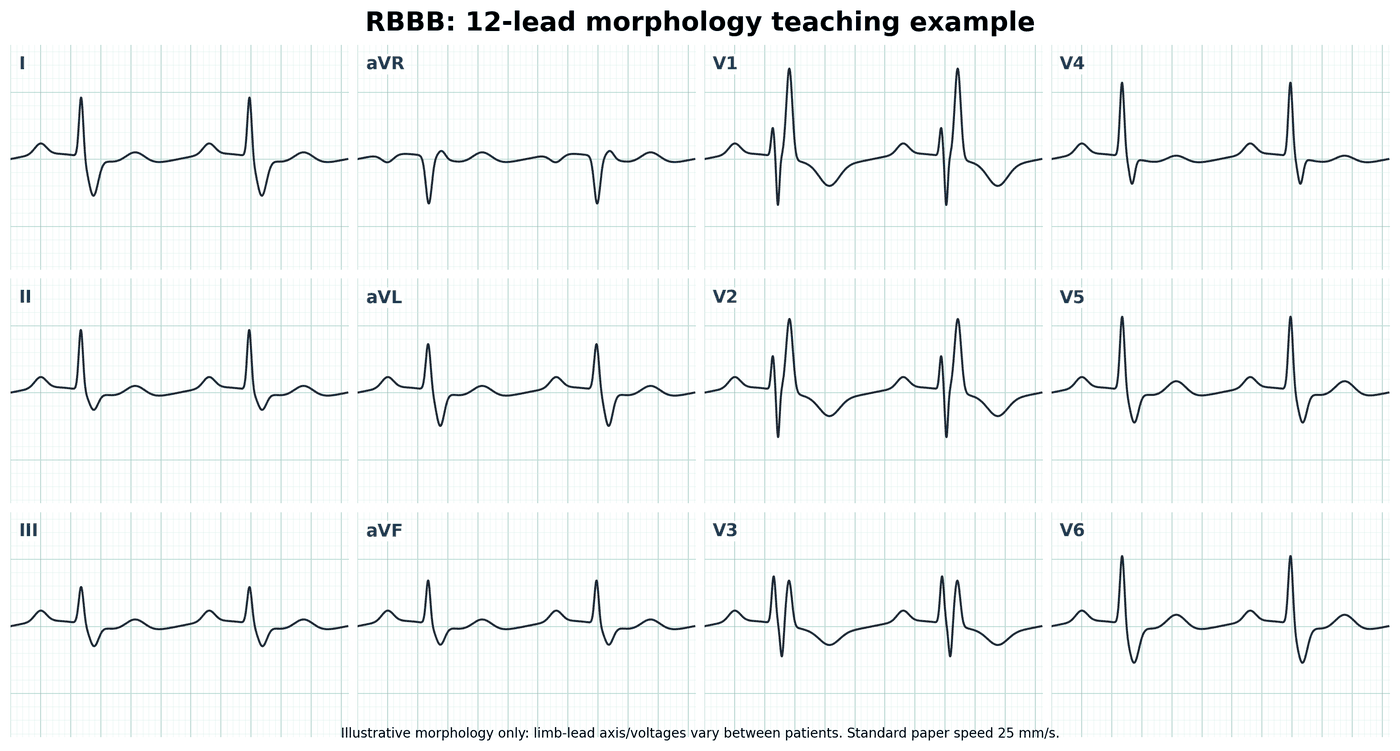 RBBB: 12-lead morphology teaching example
I
aVR
V1
V4
II
aVL
V2
V5
III
aVF
V3
V6
Illustrative morphology only: limb-lead axis/voltages vary between patients. Standard paper speed 25 mm/s.